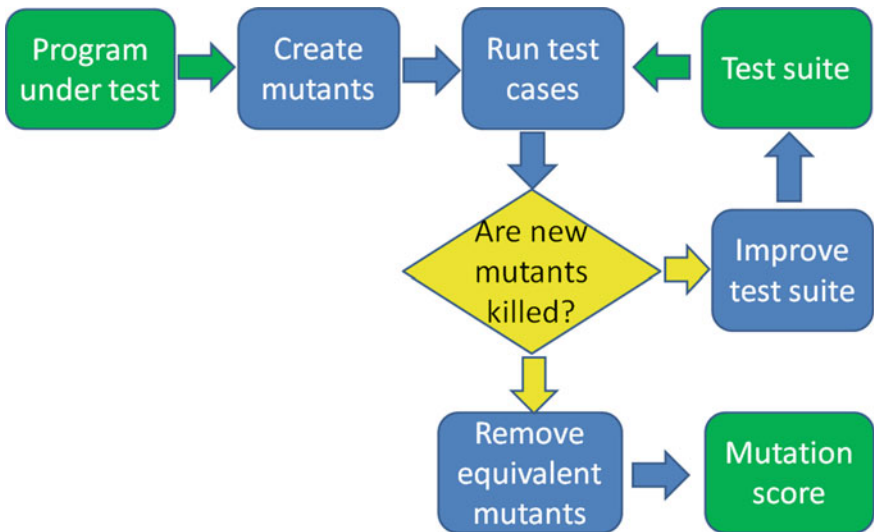 Program
under test
Create
mutants
Run test
cases
Test suite
Are new
mutants
killed?
Improve
test suite
Remove
equivalent
mutants
Mutation
score